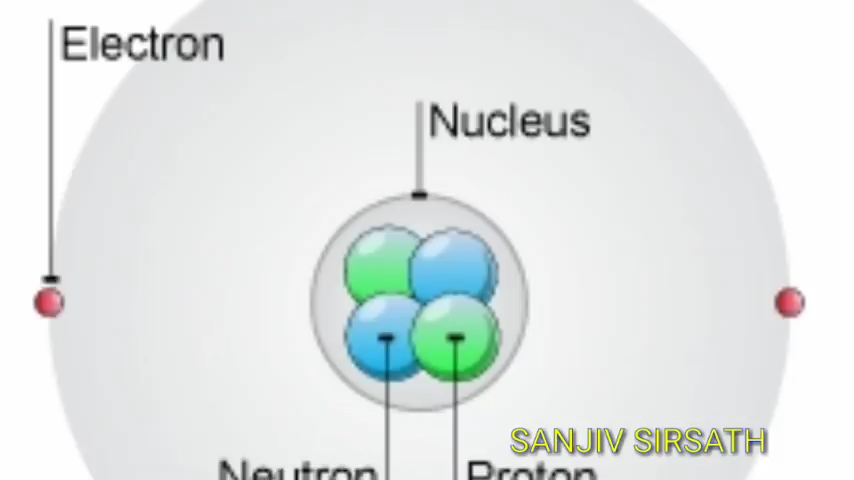 Electron
Nucleus
SANJIV SIRSATH
Neutron
Proton